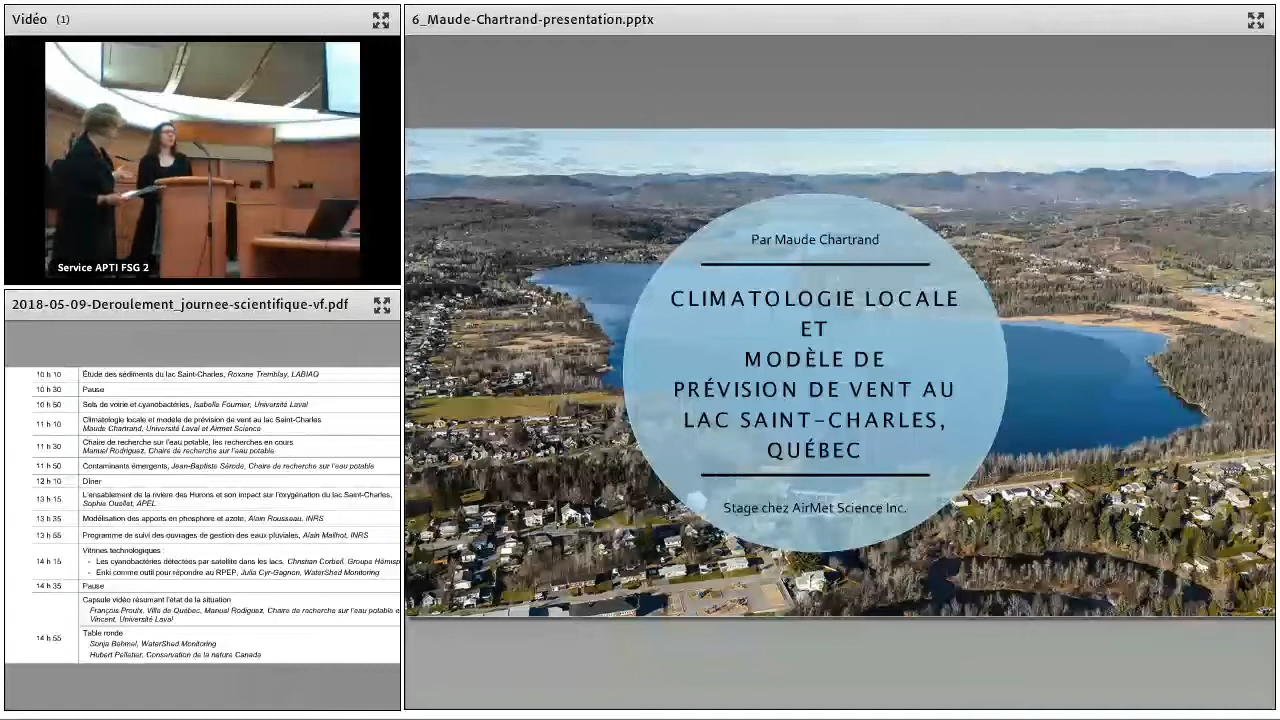 Vidéo (1)
Service APTI FSG 2
2018-05-09-Deroulement_journee-scientifique-vf.pdf
10 h 10 Étude des sédiments du lac Saint-Charles, Roxane Tremblay, LABIAQ
10 h 30 Pause
10 h 50 Sels de voirie et cyanobactéries, Isabelle Fournier, Université Laval
11 h 10 Climatologie locale et modèle de prévision de vent au lac Saint-Charles
Maude Chartrand, Université Laval et Airmet Science
11 h 30 Chaire de recherche sur l'eau potable, les recherches en cours
Manuel Rodriguez, Chaire de recherche sur l'eau potable
11 h 50 Contaminants émergents, Jean-Baptiste Sérode, Chaire de recherche sur l'eau potable
12 h 10 Dîner
13 h 15 L'ensablement de la rivière des Hurons et son impact sur l'oxygénation du lac Saint-Charles,
Sophie Ouellet, APEL
13 h 35 Modélisation des apports en phosphore et azote, Alain Rousseau, INRS
13 h 55 Programme de suivi des ouvrages de gestion des eaux pluviales, Alain Mailhot, INRS
14 h 15 Vitrines technologiques :
- Les cyanobactéries détectées par satellite dans les lacs, Christian Corbeil, Groupe Hémisp
- Enki comme outil pour répondre au RPEP, Julia Cyr-Gagnon, WaterShed Monitoring
14 h 35 Pause
14 h 55 Capsule vidéo résumant l'état de la situation
François Proulx, Ville de Québec, Manuel Rodiguez, Chaire de recherche sur l'eau potable e
Vincent, Université Laval
Table ronde
Sonja Behmel, WaterShed Monitoring
Hubert Pelletier, Conservation de la nature Canada
6_Maude-Chartrand-presentation.pptx
Par Maude Chartrand
CLIMATOLOGIE LOCALE
ET
MODÈLE DE
PRÉVISION DE VENT AU
LAC SAINT-CHARLES,
QUÉBEC
Stage chez AirMet Science Inc.